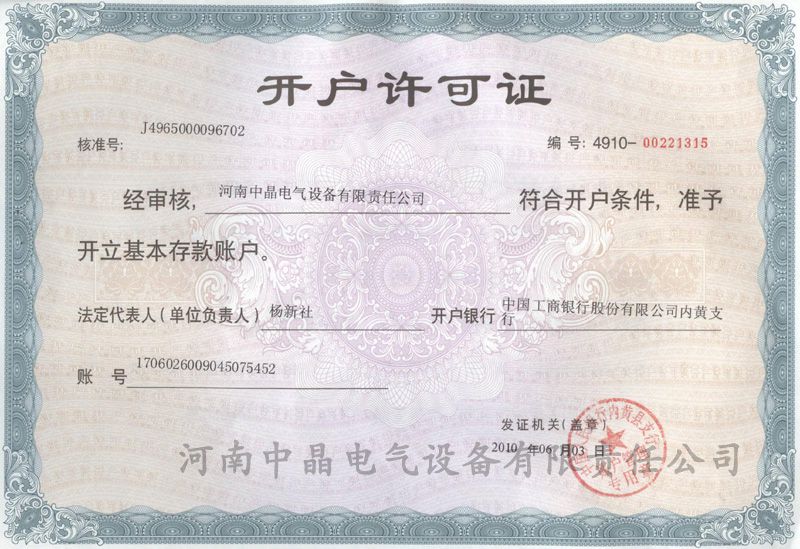 开户许可证
核准号: J4965000096702
编号: 4910-00221315
经审核, 河南中晶电气设备有限责任公司 符合开户条件, 准予
开立基本存款账户。
法定代表人(单位负责人) 杨新社 开户银行 中国工商银行股份有限公司内黄支
行
账 号 1706026009045075452
发证机关(盖章)
2010 年06 月03 日
河南中晶电气设备有限责任公司
内黄县支行